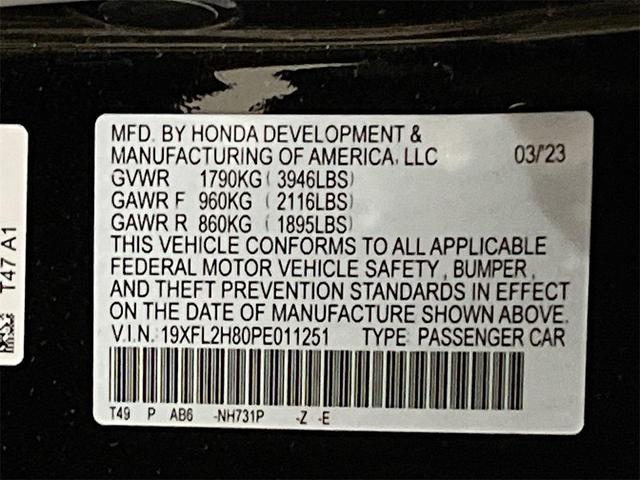 MFD. BY HONDA DEVELOPMENT &
MANUFACTURING OF AMERICA, LLC 03/'23
GVWR 1790KG ( 3946LBS)
GAWR F 960KG ( 2116LBS)
GAWR R 860KG ( 1895LBS)
THIS VEHICLE CONFORMS TO ALL APPLICABLE
FEDERAL MOTOR VEHICLE SAFETY, BUMPER,
AND THEFT PREVENTION STANDARDS IN EFFECT
ON THE DATE OF MANUFACTURE SHOWN ABOVE.
V.I.N. 19XFL2H80PE011251 TYPE: PASSENGER CAR
T49 P AB6 -NH731P -Z -E
T47 A1